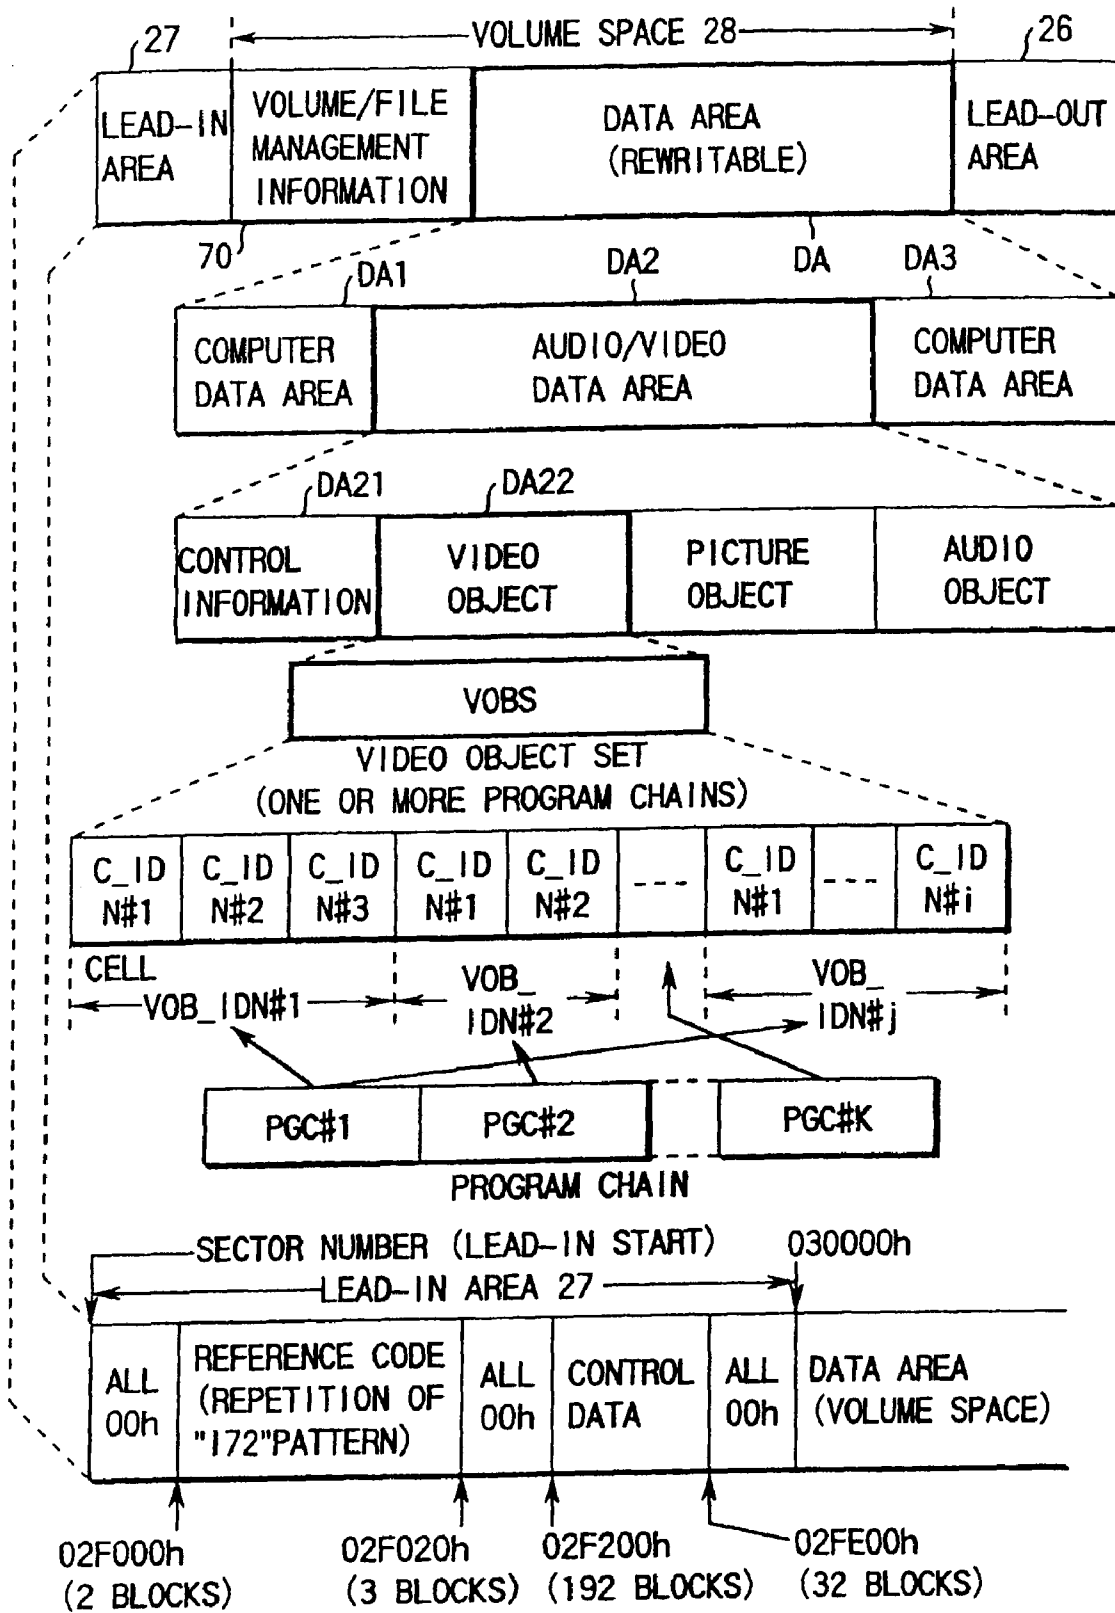 27
VOLUME SPACE 28
26
LEAD-IN
AREA
VOLUME/FILE
MANAGEMENT
INFORMATION
DATA AREA
(REWRITABLE)
LEAD-OUT
AREA
70
DA1
DA2
DA
DA3
COMPUTER
DATA AREA
AUDIO/VIDEO
DATA AREA
COMPUTER
DATA AREA
DA21
DA22
CONTROL
INFORMATION
VIDEO
OBJECT
PICTURE
OBJECT
AUDIO
OBJECT
VOBS
VIDEO OBJECT SET
(ONE OR MORE PROGRAM CHAINS)
C_ID
N#1
C_ID
N#2
C_ID
N#3
C_ID
N#1
C_ID
N#2
----
C_ID
N#1
----
C_ID
N#i
CELL
VOB_IDN#1
VOB_
IDN#2
VOB_
IDN#j
PGC#1
PGC#2
PGC#K
PROGRAM CHAIN
SECTOR NUMBER (LEAD-IN START)
030000h
LEAD-IN AREA 27
ALL
00h
REFERENCE CODE
(REPETITION OF
"172"PATTERN)
ALL
00h
CONTROL
DATA
ALL
00h
DATA AREA
(VOLUME SPACE)
02F000h
(2 BLOCKS)
02F020h
(3 BLOCKS)
02F200h
(192 BLOCKS)
02FE00h
(32 BLOCKS)